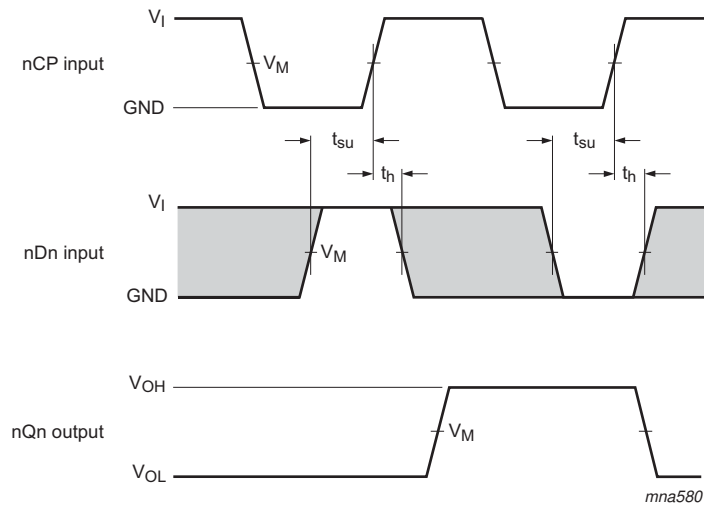 V_I
nCP input
V_M
GND
t_su
t_su
t_h
t_h
V_I
nDn input
V_M
GND
V_OH
nQn output
V_M
V_OL
mna580